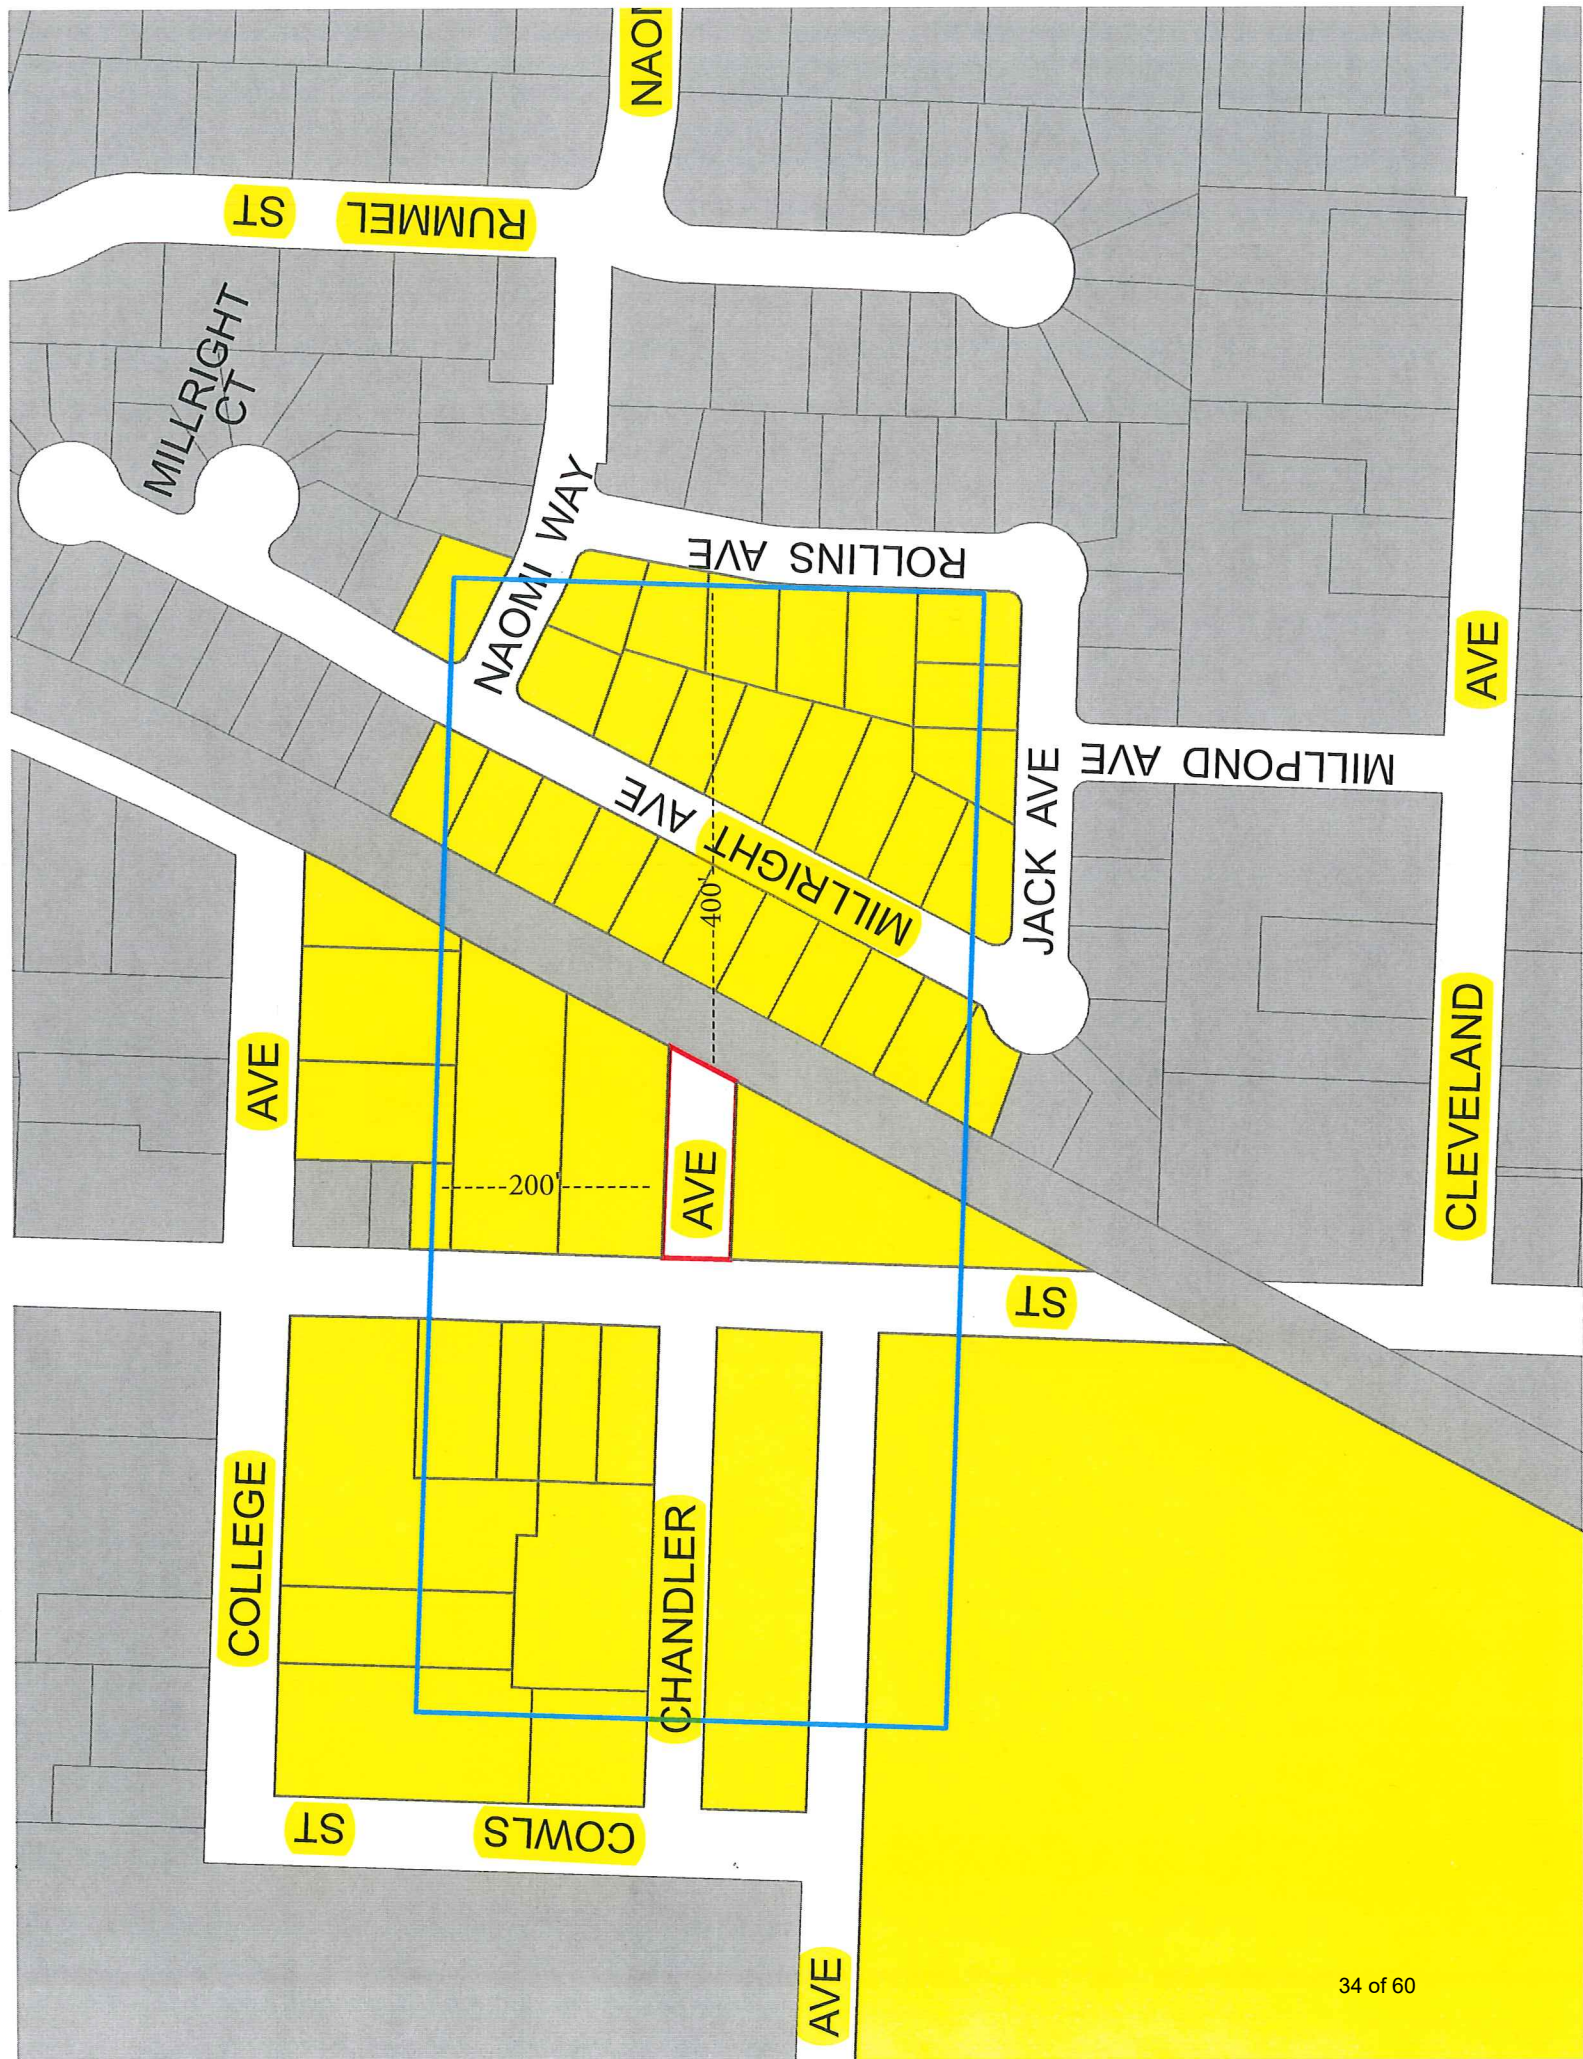 NAOM
RUMMEL ST
MILLRIGHT
CT
NAOMI WAY
ROLLINS AVE
AVE
MILLPOND AVE
JACK AVE
MILLRIGHT AVE
400'
AVE
CLEVELAND
AVE
200'
ST
COLLEGE
CHANDLER
COWLS ST
AVE
34 of 60